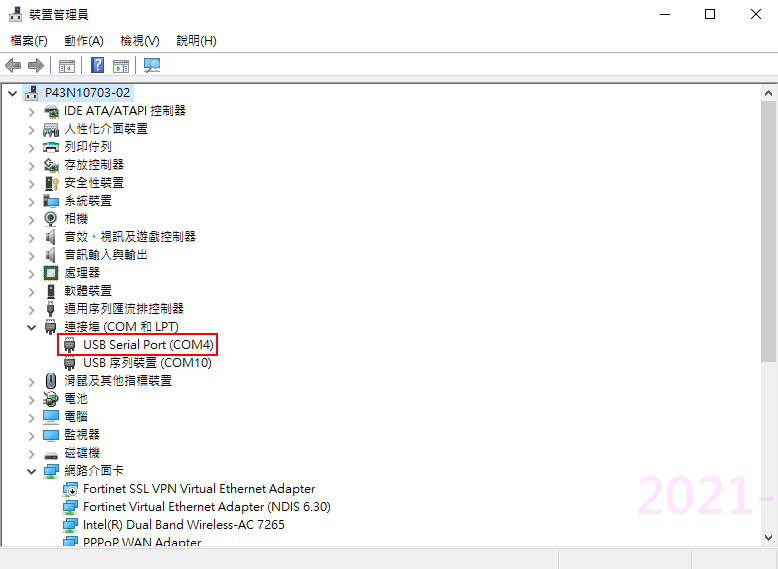 裝置管理員
檔案(F) 動作(A) 檢視(V) 說明(H)
P43N10703-02
IDE ATA/ATAPI 控制器
人性化介面裝置
列印佇列
存放控制器
安全性裝置
系統裝置
相機
音效、視訊及遊戲控制器
音訊輸入與輸出
處理器
軟體裝置
通用序列匯流排控制器
連接埠 (COM 和 LPT)
USB Serial Port (COM4)
USB 序列裝置 (COM10)
滑鼠及其他指標裝置
電池
電腦
監視器
磁碟機
網路介面卡
Fortinet SSL VPN Virtual Ethernet Adapter
Fortinet Virtual Ethernet Adapter (NDIS 6.30)
Intel(R) Dual Band Wireless-AC 7265
PPPoP WAN Adapter
2021-